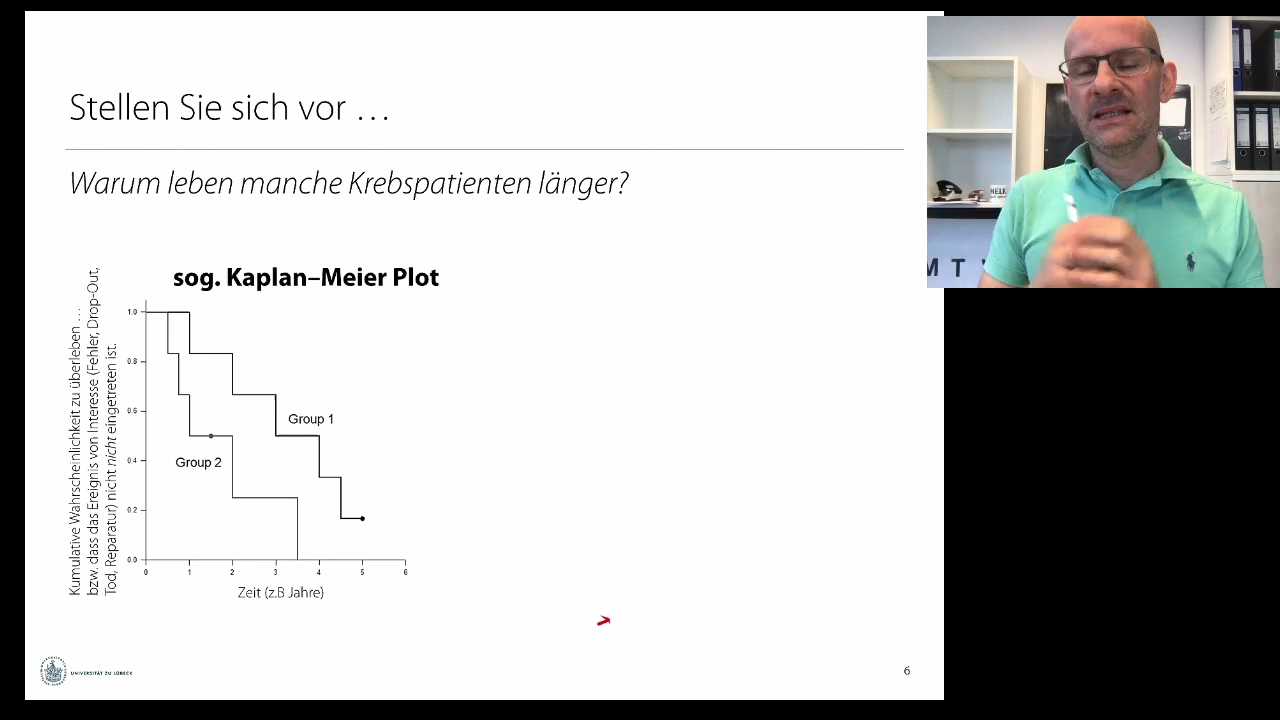 Stellen Sie sich vor …
Warum leben manche Krebspatienten länger?
sog. Kaplan–Meier Plot
Kumulative Wahrscheinlichkeit zu überleben …
bzw. dass das Ereignis von Interesse (Fehler, Drop-Out,
Tod, Reparatur) nicht eingetreten ist.
1.0
0.8
0.6
0.4
0.2
0.0
Group 1
Group 2
0 1 2 3 4 5 6
Zeit (z.B Jahre)
UNIVERSITÄT ZU LÜBECK
6
M T